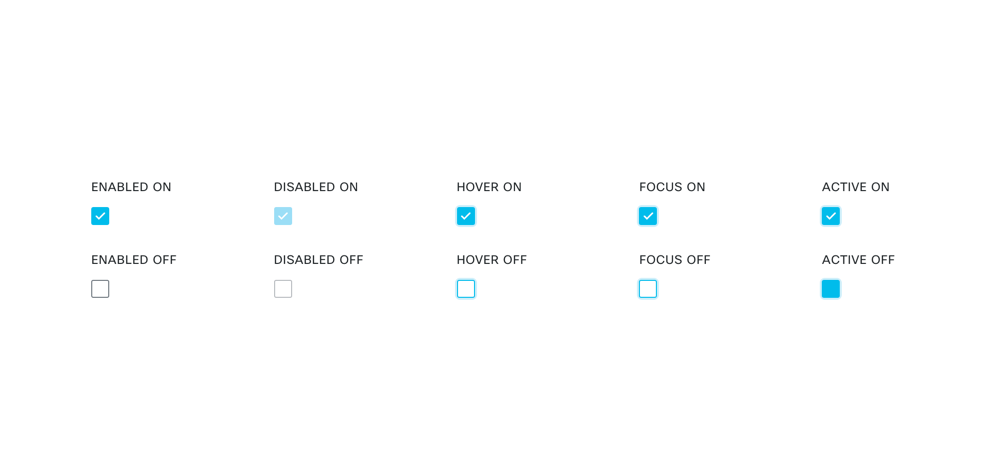 ENABLED ON
DISABLED ON
HOVER ON
FOCUS ON
ACTIVE ON
ENABLED OFF
DISABLED OFF
HOVER OFF
FOCUS OFF
ACTIVE OFF